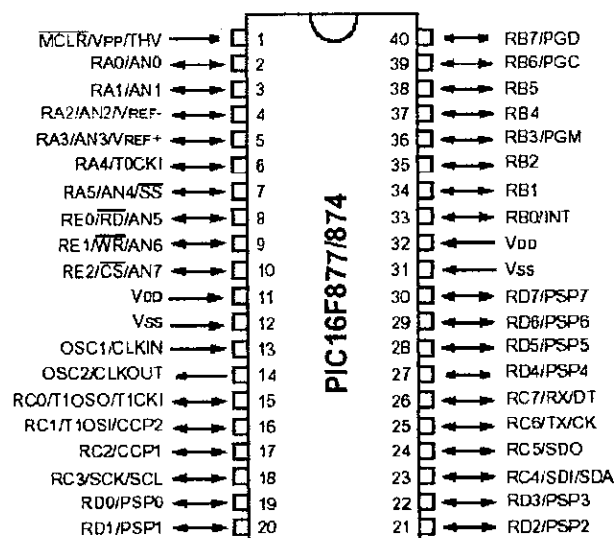 MCLR/VPP/THV 1 40 RB7/PGD
RA0/AN0 2 39 RB6/PGC
RA1/AN1 3 38 RB5
RA2/AN2/VREF- 4 37 RB4
RA3/AN3/VREF+ 5 36 RB3/PGM
RA4/T0CKI 6 35 RB2
RA5/AN4/SS 7 34 RB1
RE0/RD/AN5 8 33 RB0/INT
RE1/WR/AN6 9 32 VDD
RE2/CS/AN7 10 31 VSS
VDD 11 30 RD7/PSP7
VSS 12 29 RD6/PSP6
OSC1/CLKIN 13 28 RD5/PSP5
OSC2/CLKOUT 14 27 RD4/PSP4
RC0/T1OSO/T1CKI 15 26 RC7/RX/DT
RC1/T1OSI/CCP2 16 25 RC6/TX/CK
RC2/CCP1 17 24 RC5/SDO
RC3/SCK/SCL 18 23 RC4/SDI/SDA
RD0/PSP0 19 22 RD3/PSP3
RD1/PSP1 20 21 RD2/PSP2
PIC16F877/874